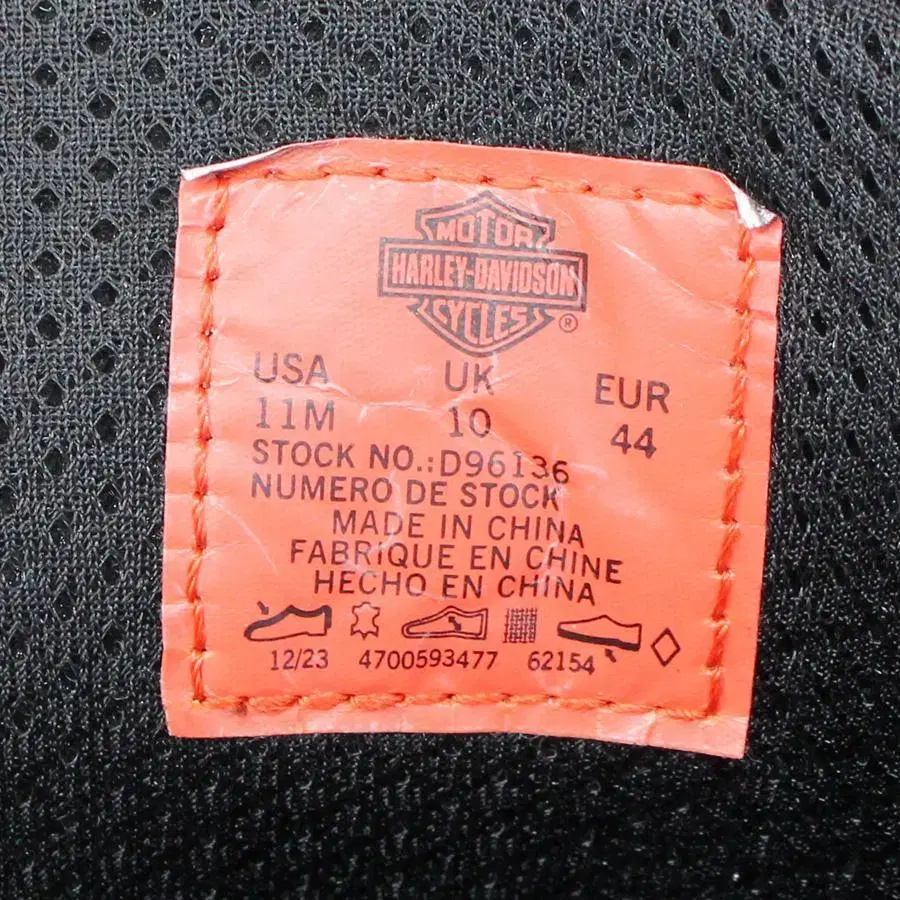 MOTOR
HARLEY-DAVIDSON
CYCLES ®
USA UK EUR
11M 10 44
STOCK NO.:D96136
NUMERO DE STOCK
MADE IN CHINA
FABRIQUE EN CHINE
HECHO EN CHINA
12/23 4700593477 62154